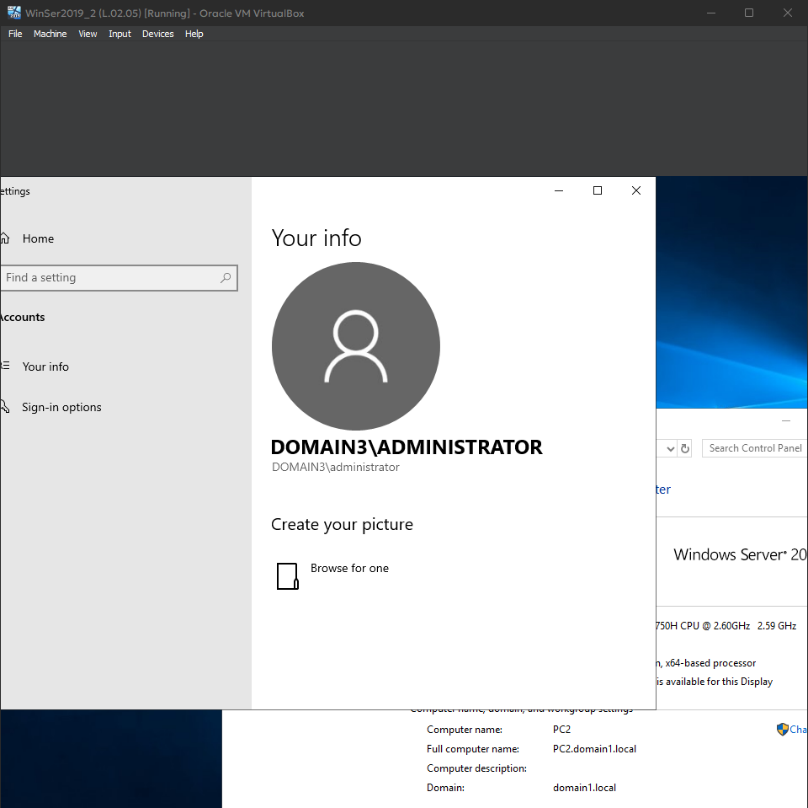 WinSer2019_2 (L.02.05) [Running] - Oracle VM VirtualBox
File Machine View Input Devices Help
ettings
Home
Find a setting
Accounts
Your info
Sign-in options
Your info
DOMAIN3\ADMINISTRATOR
DOMAIN3\administrator
Create your picture
Browse for one
Search Control Panel
ter
Windows Server® 20
750H CPU @ 2.60GHz 2.59 GHz
n, x64-based processor
is available for this Display
Computer name, domain, and workgroup settings
Computer name: PC2
Cha
Full computer name: PC2.domain1.local
Computer description:
Domain: domain1.local